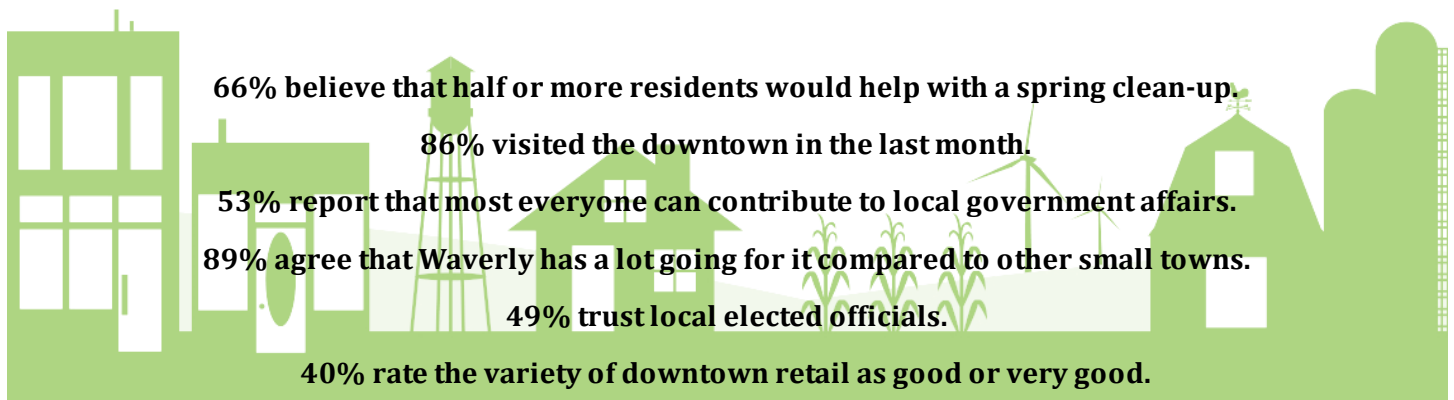 66% believe that half or more residents would help with a spring clean-up.
86% visited the downtown in the last month.
53% report that most everyone can contribute to local government affairs.
89% agree that Waverly has a lot going for it compared to other small towns.
49% trust local elected officials.
40% rate the variety of downtown retail as good or very good.